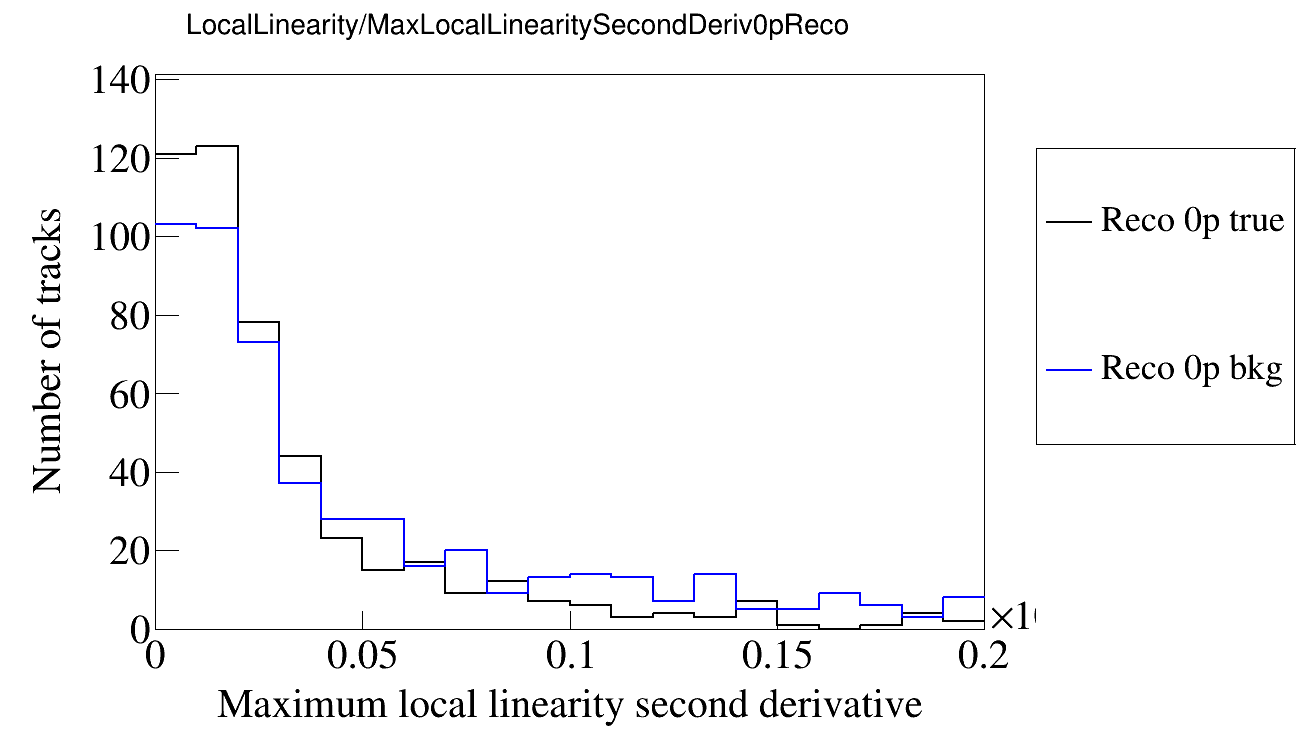 LocalLinearity/MaxLocalLinearitySecondDeriv0pReco
140
120
100
80
60
40
20
0
Number of tracks
0 0.05 0.1 0.15 0.2
Maximum local linearity second derivative
Reco 0p true
Reco 0p bkg